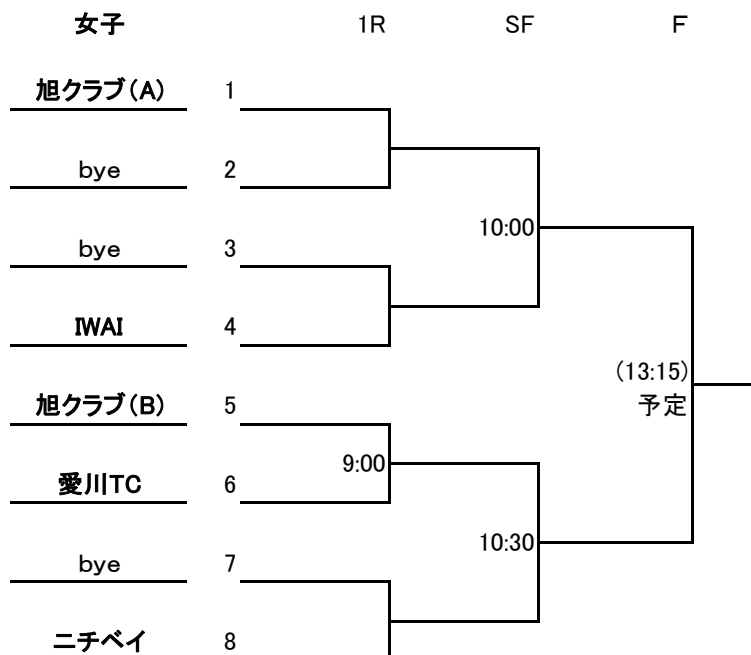 女子 1R SF F
旭クラブ(A) 1
bye 2
10:00
bye 3
IWAI 4
(13:15)
予定
旭クラブ(B) 5
9:00
愛川TC 6
10:30
bye 7
ニチベイ 8